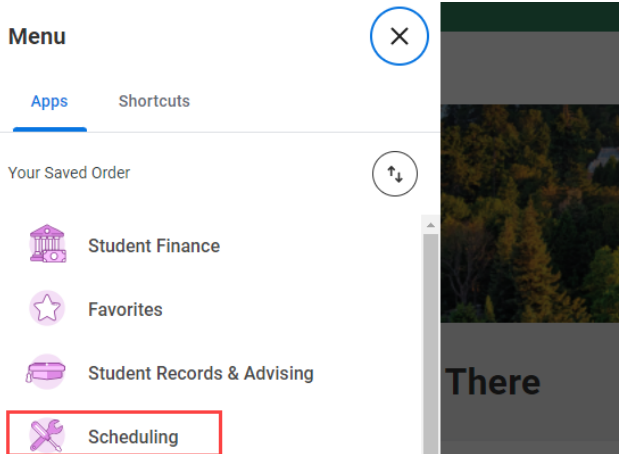 Menu
Apps Shortcuts
Your Saved Order
Student Finance
Favorites
Student Records & Advising
There
Scheduling